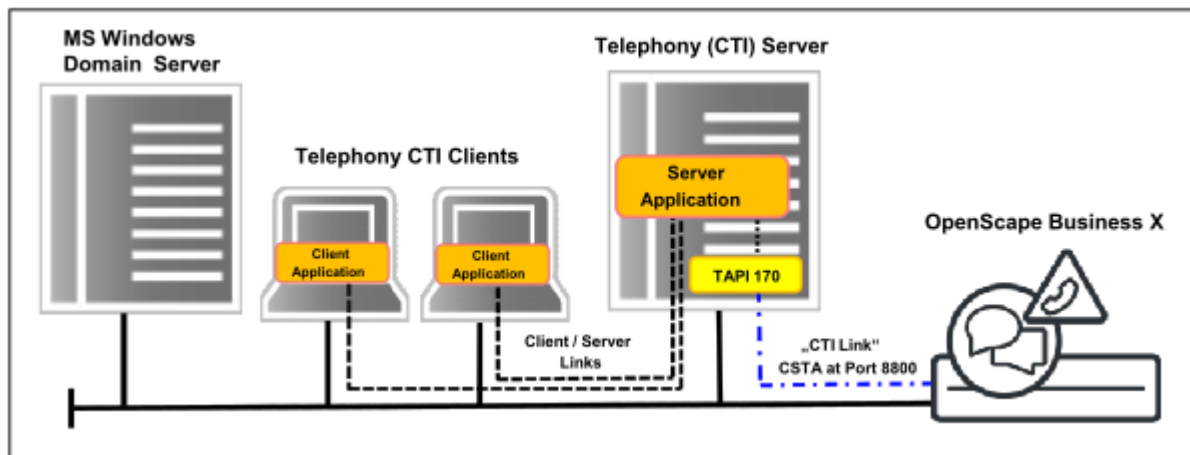 MS Windows
Domain Server
Telephony (CTI) Server
Telephony CTI Clients
Server
Application
OpenScape Business X
Client
Application
Client
Application
TAPI 170
Client / Server
Links
„CTI Link“
CSTA at Port 8800